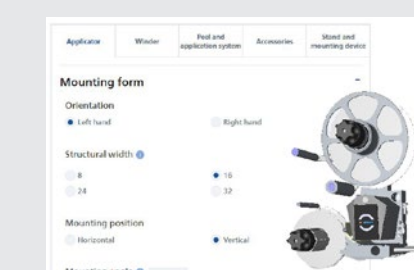 Applicator Winder Peel and application system Accessories Stand and mounting device
Mounting form
Orientation
Left hand Right hand
Structural width
8 16
24 32
Mounting position
Horizontal Vertical